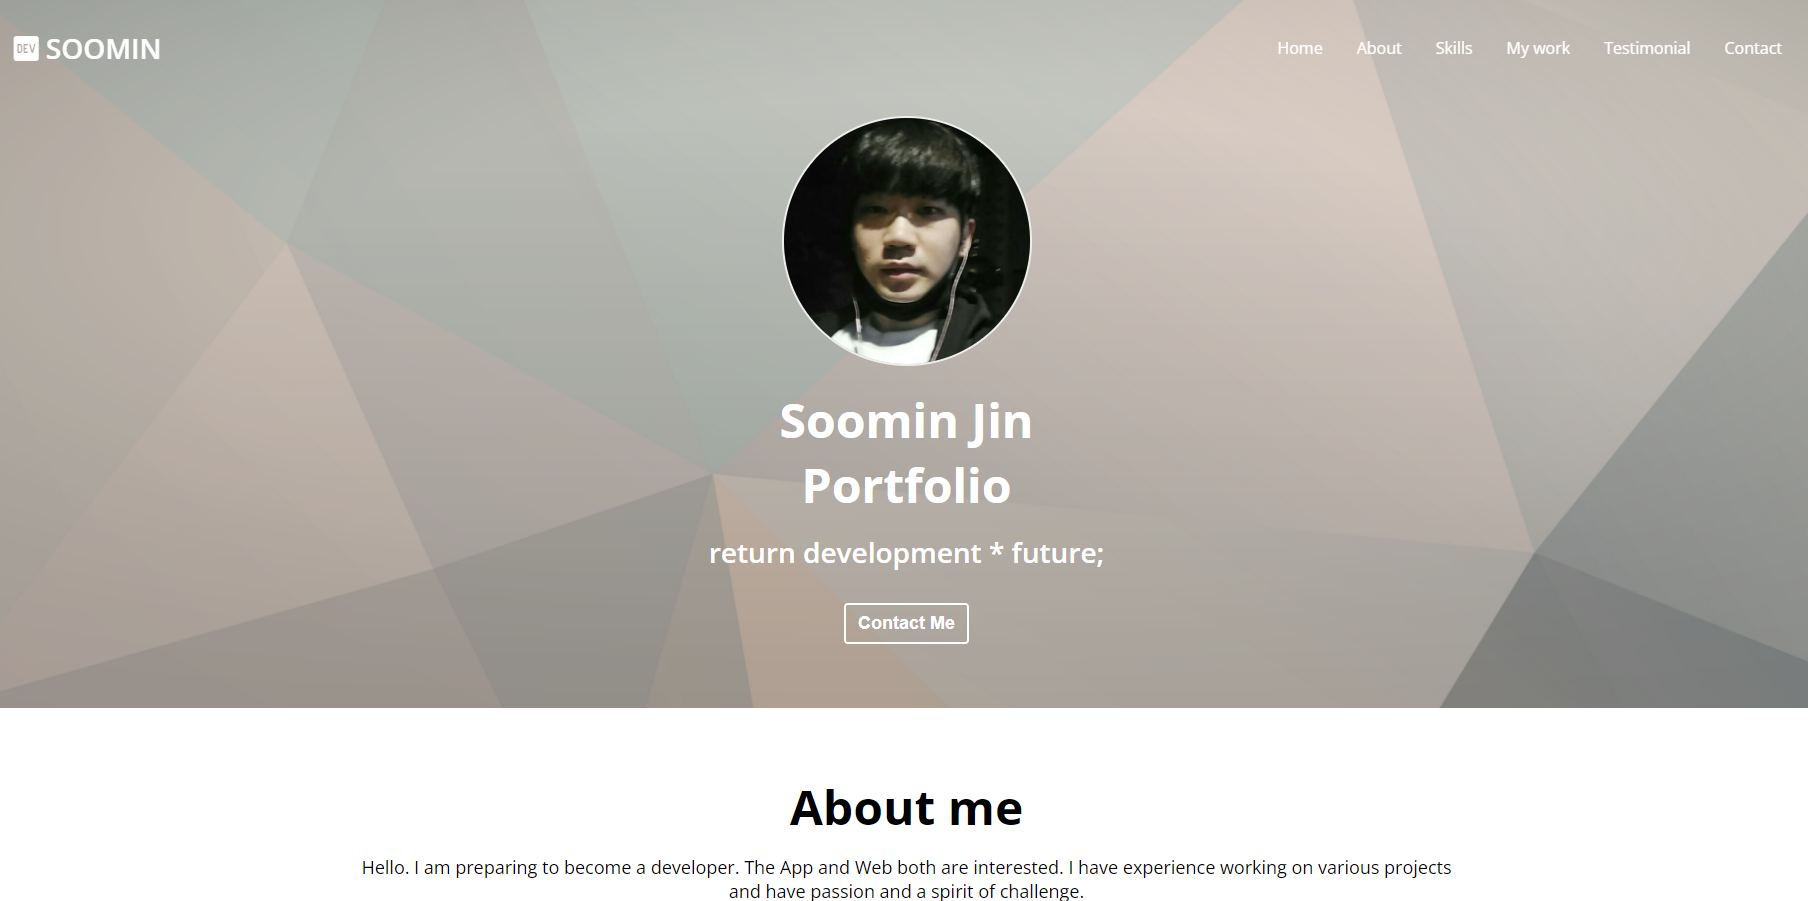 DEV SOOMIN
Home About Skills My work Testimonial Contact
Soomin Jin
Portfolio
return development * future;
Contact Me
About me
Hello. I am preparing to become a developer. The App and Web both are interested. I have experience working on various projects
and have passion and a spirit of challenge.